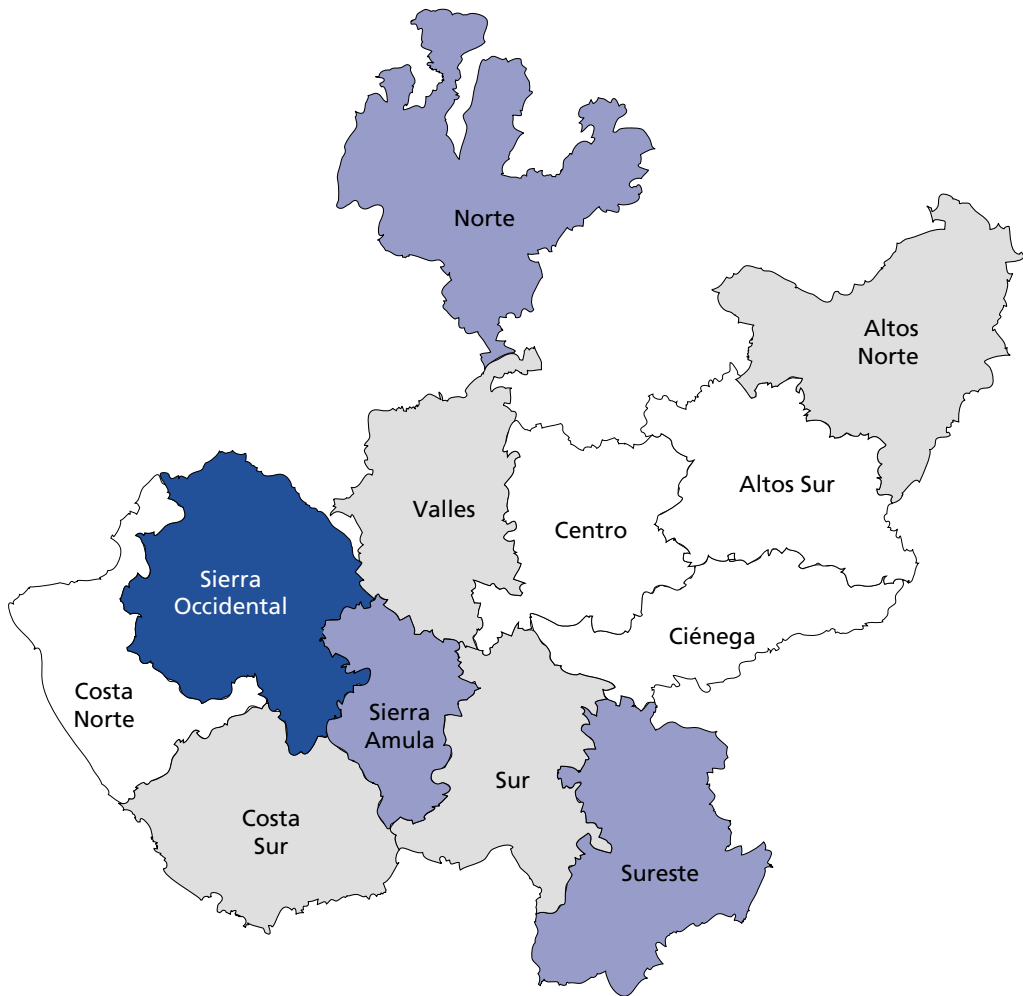 Norte
Altos
Norte
Altos Sur
Valles
Centro
Sierra
Occidental
Ciénega
Costa
Norte
Sierra
Amula
Sur
Costa
Sur
Sureste